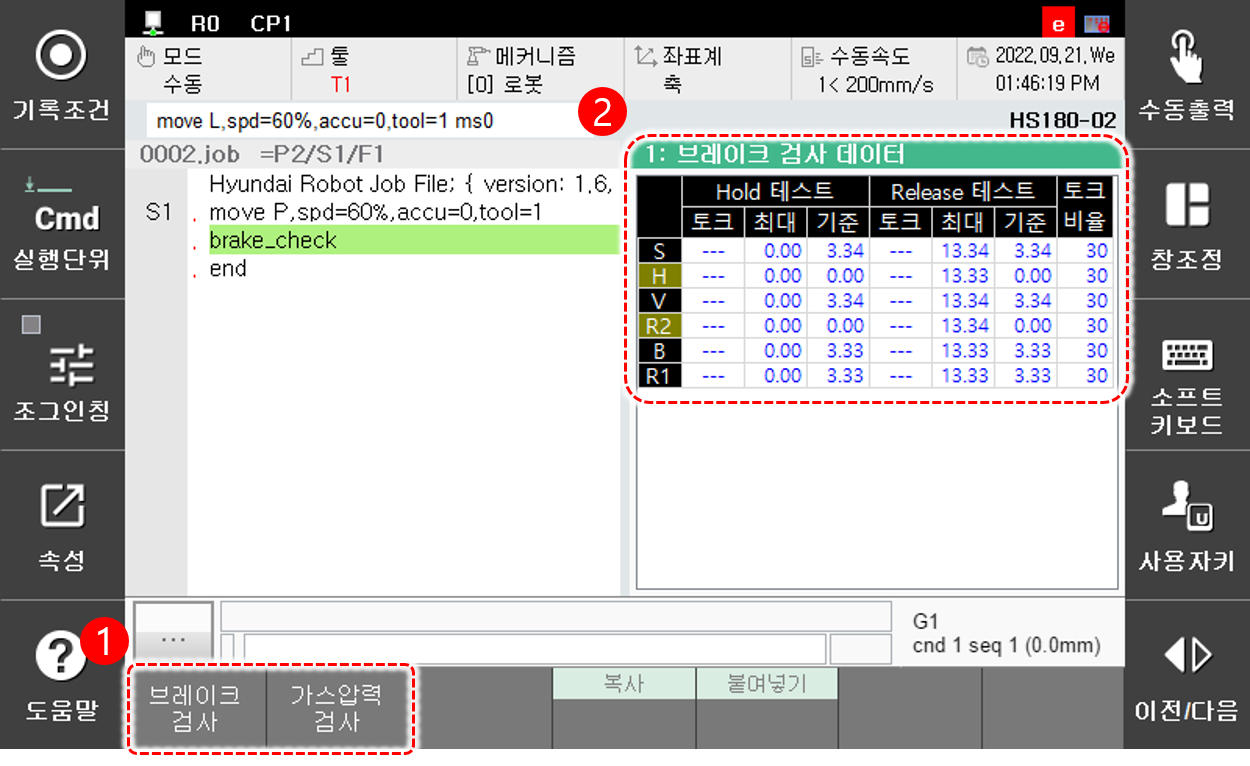 R0 CP1 e
기록조건
모드
수동
툴
T1
메커니즘
[0] 로봇
좌표계
축
수동속도
1< 200mm/s
2022.09.21.We
01:46:19 PM
수동출력
move L,spd=60%,accu=0,tool=1 ms0
2
HS180-02
0002.job =P2/S1/F1
Hyundai Robot Job File; { version: 1.6,
S1 move P,spd=60%,accu=0,tool=1
brake_check
end
1: 브레이크 검사 데이터
Hold 테스트 Release 테스트 토크
토크 최대 기준 토크 최대 기준 비율
S --- 0.00 3.34 --- 13.34 3.34 30
H --- 0.00 0.00 --- 13.33 0.00 30
V --- 0.00 3.34 --- 13.34 3.34 30
R2 --- 0.00 0.00 --- 13.34 0.00 30
B --- 0.00 3.33 --- 13.33 3.33 30
R1 --- 0.00 3.33 --- 13.33 3.33 30
Cmd
실행단위
조그인칭
속성
도움말
창조정
소프트
키보드
U
사용자키
이전/다음
...
G1
cnd 1 seq 1 (0.0mm)
1
브레이크
검사
가스압력
검사
복사
붙여넣기